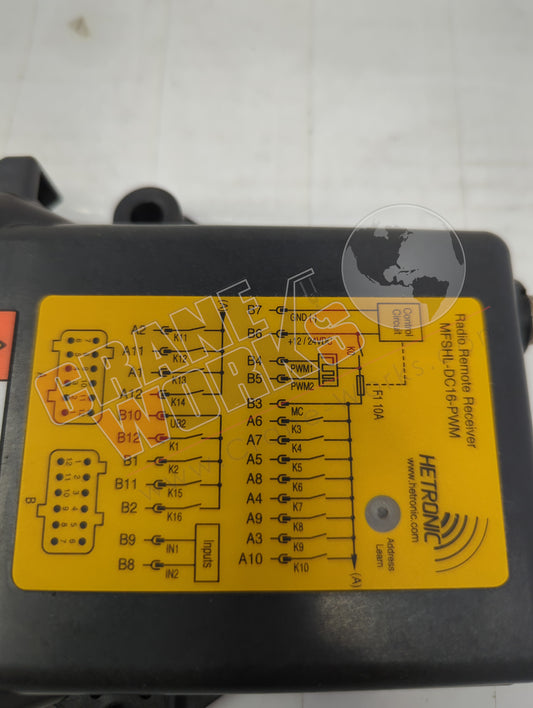 Radio Remote Receiver
MFSHL-DC16-PWM
HETRONIC
www.hetronic.com
Control
Circuit
F1 10A
Address
Learn
B7 GND (-)
B6 +12 / 24VDC
B4 PWM1
B5 PWM2
B3 MC
A6 K3
A7 K4
A5 K5
A8 K6
A4 K7
A9 K8
A3 K9
A10 K10
(A)
(A)
A2 K11
A11 K12
A1 K13
A12 K14
B10 UB2
B12 K1
B1 K2
B11 K15
B2 K16
B9 IN1
B8 IN2
Inputs
A
B
CRANE
WORKS